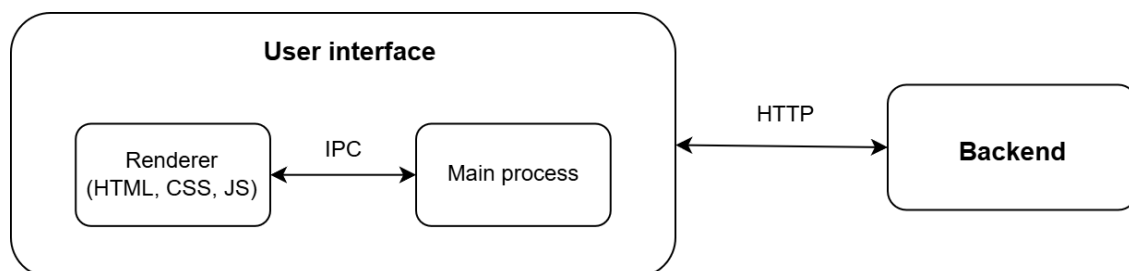 User interface
HTTP
IPC
Renderer
(HTML, CSS, JS)
Main process
Backend